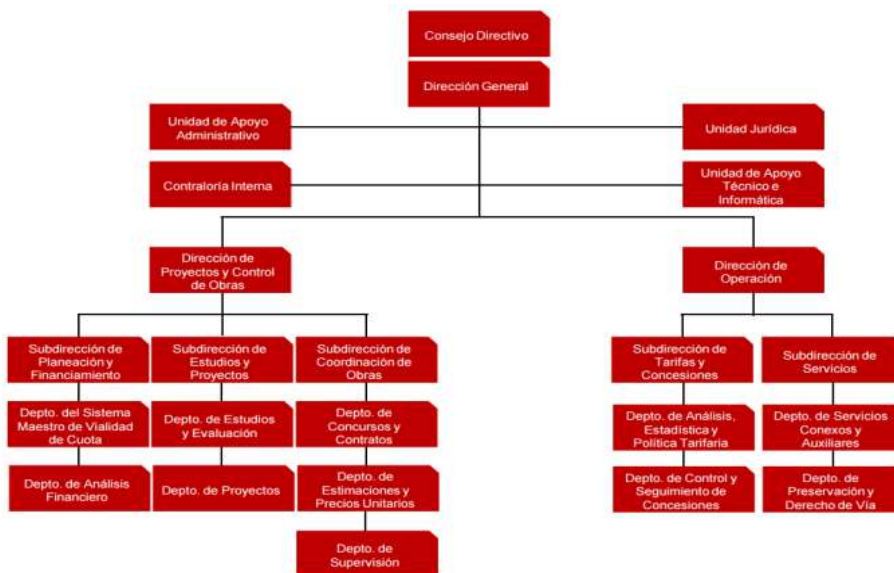 Consejo Directivo
Dirección General
Unidad de Apoyo
Administrativo
Unidad Jurídica
Contraloría Interna
Unidad de Apoyo
Técnico e
Informática
Dirección de
Proyectos y Control
de Obras
Dirección de
Operación
Subdirección de
Planeación y
Financiamiento
Subdirección de
Estudios y
Proyectos
Subdirección de
Coordinación de
Obras
Subdirección de
Tarifas y
Concesiones
Subdirección de
Servicios
Depto. del Sistema
Maestro de Vialidad
de Cuota
Depto. de Estudios
y Evaluación
Depto. de
Concursos y
Contratos
Depto. de Análisis,
Estadística y
Política Tarifaria
Depto. de Servicios
Conexos y
Auxiliares
Depto. de Análisis
Financiero
Depto. de Proyectos
Depto. de
Estimaciones y
Precios Unitarios
Depto. de Control y
Seguimiento de
Concesiones
Depto. de
Preservación y
Derecho de Vía
Depto. de
Supervisión